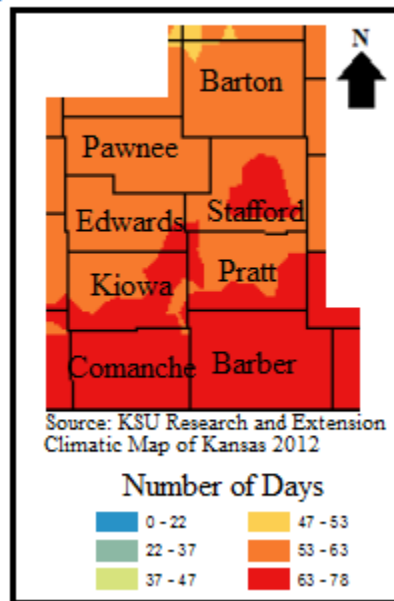 N
Barton
Pawnee
Stafford
Edwards
Pratt
Kiowa
Comanche
Barber
Source: KSU Research and Extension
Climatic Map of Kansas 2012
Number of Days
0 - 22
47 - 53
22 - 37
53 - 63
37 - 47
63 - 78